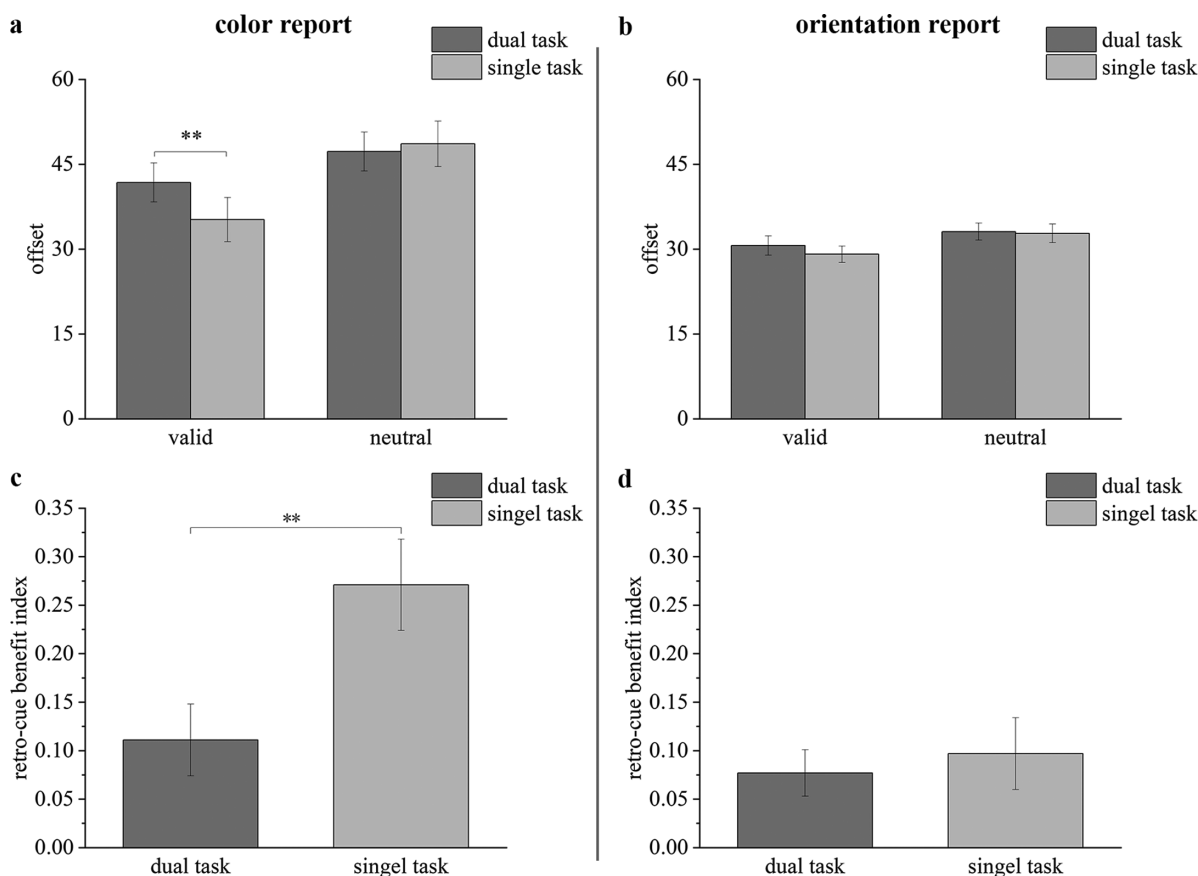 a
color report
dual task
single task
60
45
30
15
0
offset
**
valid
neutral
b
orientation report
dual task
single task
60
45
30
15
0
offset
valid
neutral
c
dual task
singel task
0.35
0.30
0.25
0.20
0.15
0.10
0.05
0.00
retro-cue benefit index
**
dual task
singel task
d
dual task
singel task
0.35
0.30
0.25
0.20
0.15
0.10
0.05
0.00
retro-cue benefit index
dual task
singel task